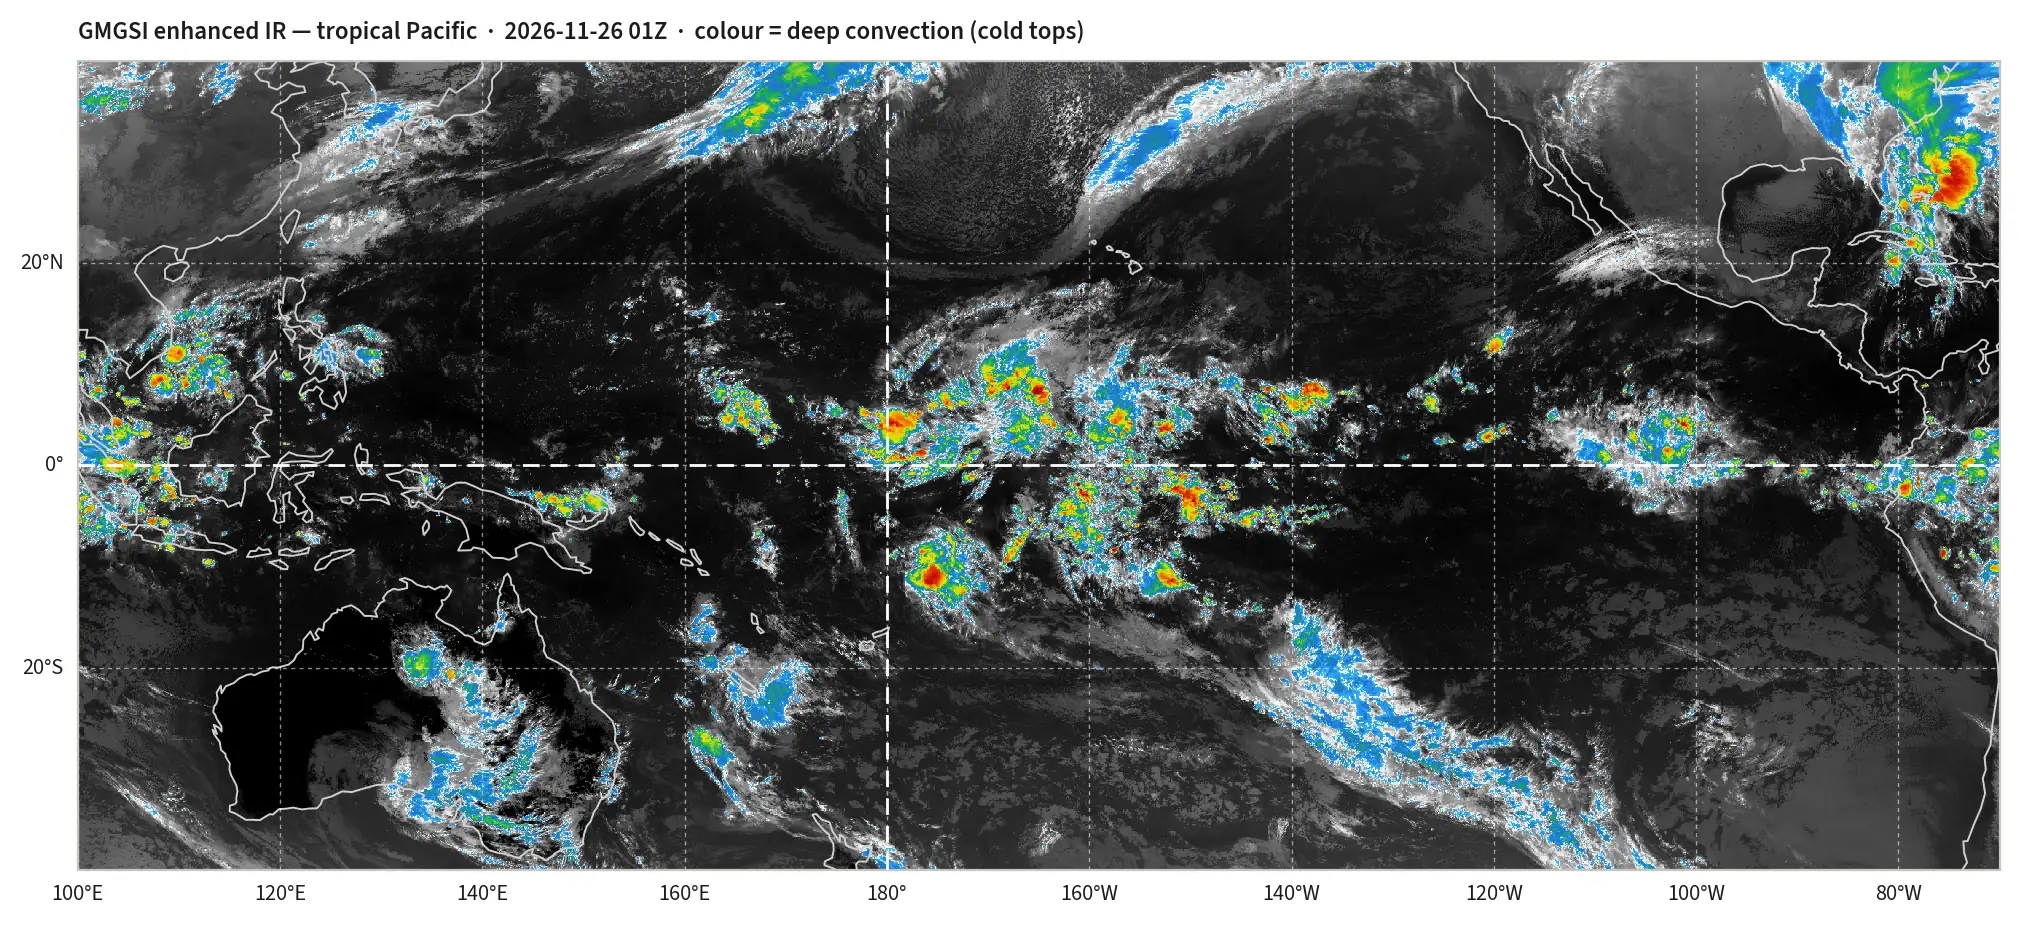 GMGSI enhanced IR — tropical Pacific · 2026-11-26 01Z · colour = deep convection (cold tops)
20°N
0°
20°S
100°E 120°E 140°E 160°E 180° 160°W 140°W 120°W 100°W 80°W